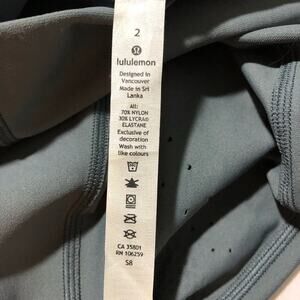 2
lululemon
Designed in
Vancouver
Made in Sri
Lanka
All:
70% NYLON
30% LYCRA®
ELASTANE
Exclusive of
decoration
Wash with
like colours
CA 35801
RN 106259
S8